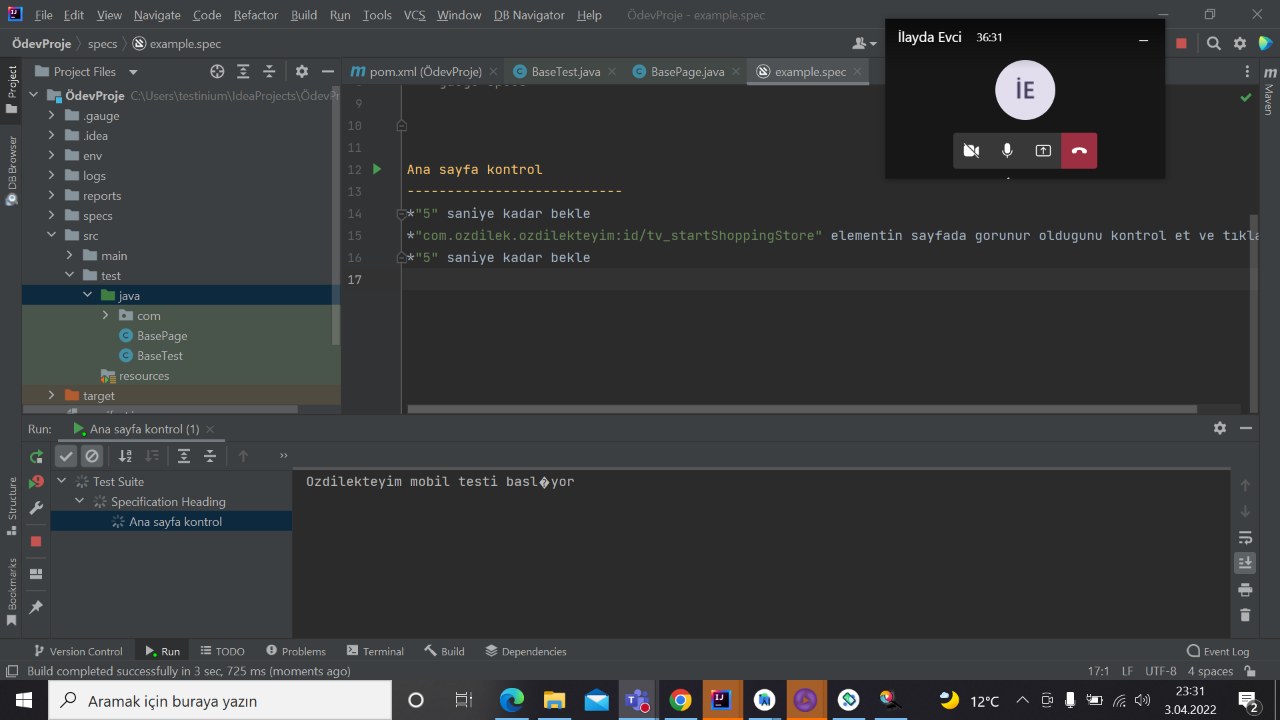 File Edit View Navigate Code Refactor Build Run Tools VCS Window DB Navigator Help ÖdevProje - example.spec
ÖdevProje specs example.spec
İlayda Evci 36:31
İE
Project Files
pom.xml (ÖdevProje) BaseTest.java BasePage.java example.spec
Project
DB Browser
Structure
Bookmarks
Maven
ÖdevProje C:\Users\testinium\IdeaProjects\ÖdevPr
.gauge
.idea
env
logs
reports
specs
src
main
test
java
com
BasePage
BaseTest
resources
target
9
10
11
12 Ana sayfa kontrol
13 ---------------------------
14 *"5" saniye kadar bekle
15 *"com.ozdilek.ozdilekteyim:id/tv_startShoppingStore" elementin sayfada gorunur oldugunu kontrol et ve tıkla
16 *"5" saniye kadar bekle
17
Run: Ana sayfa kontrol (1)
Test Suite
Specification Heading
Ana sayfa kontrol
Ozdilekteyim mobil testi basl�yor
Version Control Run TODO Problems Terminal Build Dependencies Event Log
Build completed successfully in 3 sec, 725 ms (moments ago) 17:1 LF UTF-8 4 spaces
Aramak için buraya yazın
12°C
23:31
3.04.2022
2